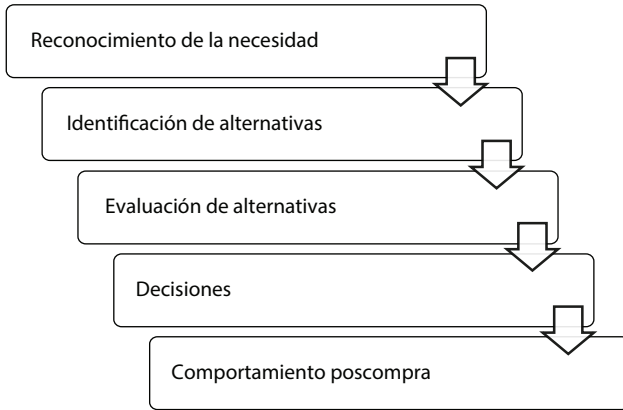 Reconocimiento de la necesidad
Identificación de alternativas
Evaluación de alternativas
Decisiones
Comportamiento poscompra